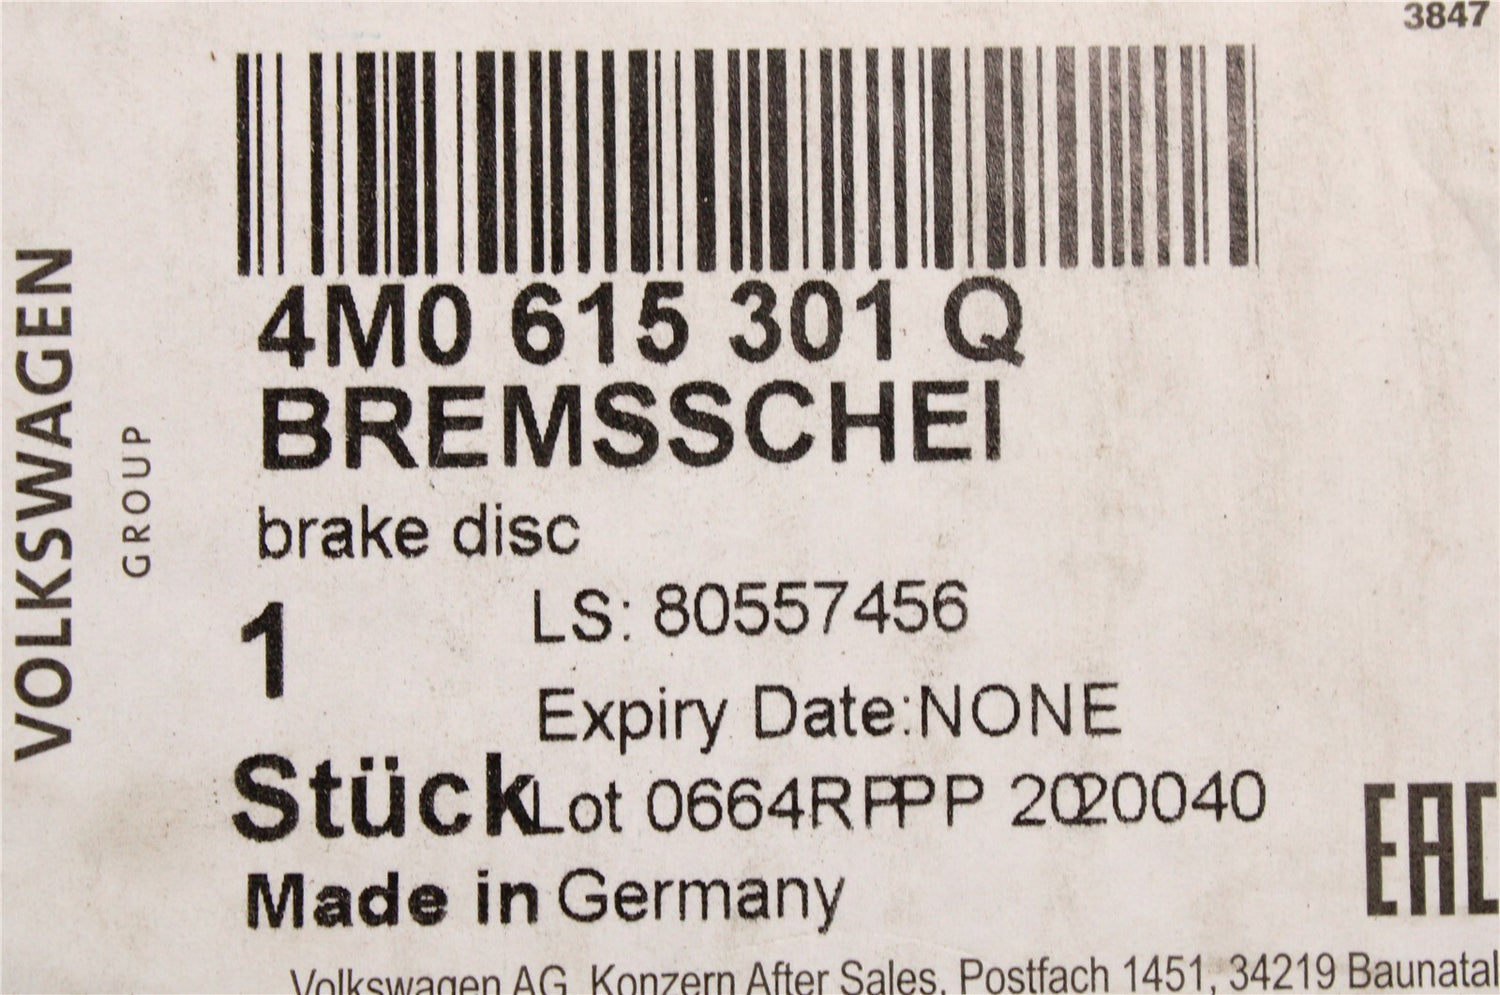 3847
VOLKSWAGEN
GROUP
4M0 615 301 Q
BREMSSCHEI
brake disc
1
LS: 80557456
Expiry Date:NONE
Stück Lot 0664RPPPP 2020040
Made in Germany
EAC
Volkswagen AG, Konzern After Sales, Postfach 1451, 34219 Baunatal